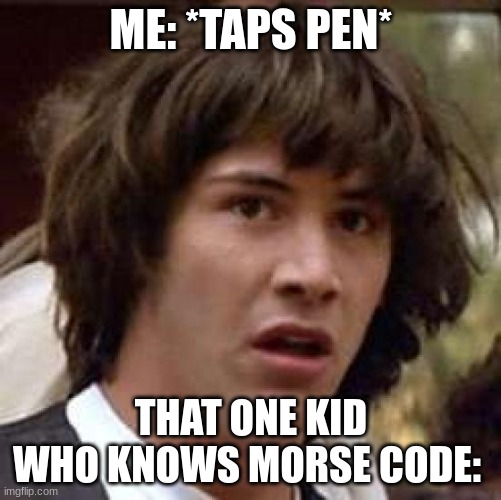 ME: *TAPS PEN*
THAT ONE KID
WHO KNOWS MORSE CODE:
imgflip.com